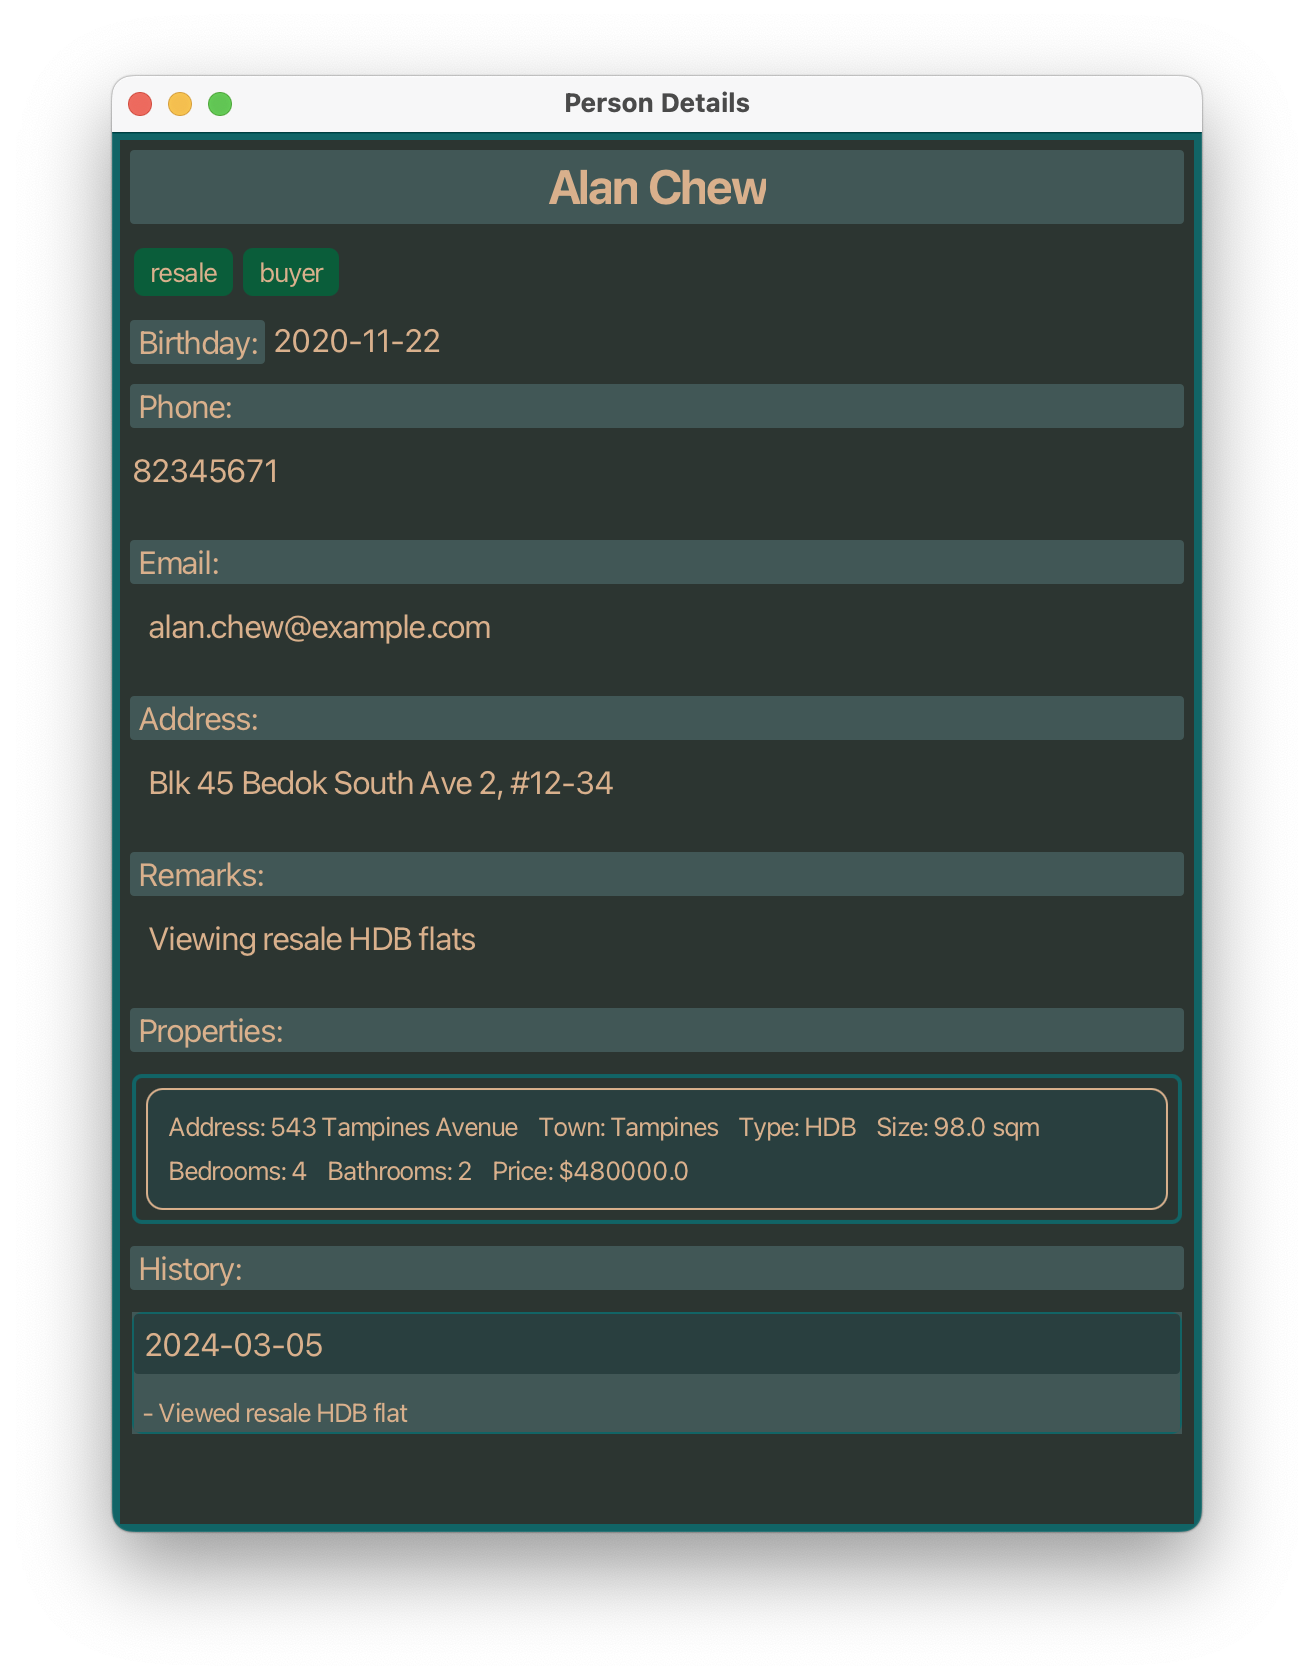 Person Details
Alan Chew
resale buyer
Birthday: 2020-11-22
Phone:
82345671
Email:
alan.chew@example.com
Address:
Blk 45 Bedok South Ave 2, #12-34
Remarks:
Viewing resale HDB flats
Properties:
Address: 543 Tampines Avenue Town: Tampines Type: HDB Size: 98.0 sqm
Bedrooms: 4 Bathrooms: 2 Price: $480000.0
History:
2024-03-05
- Viewed resale HDB flat